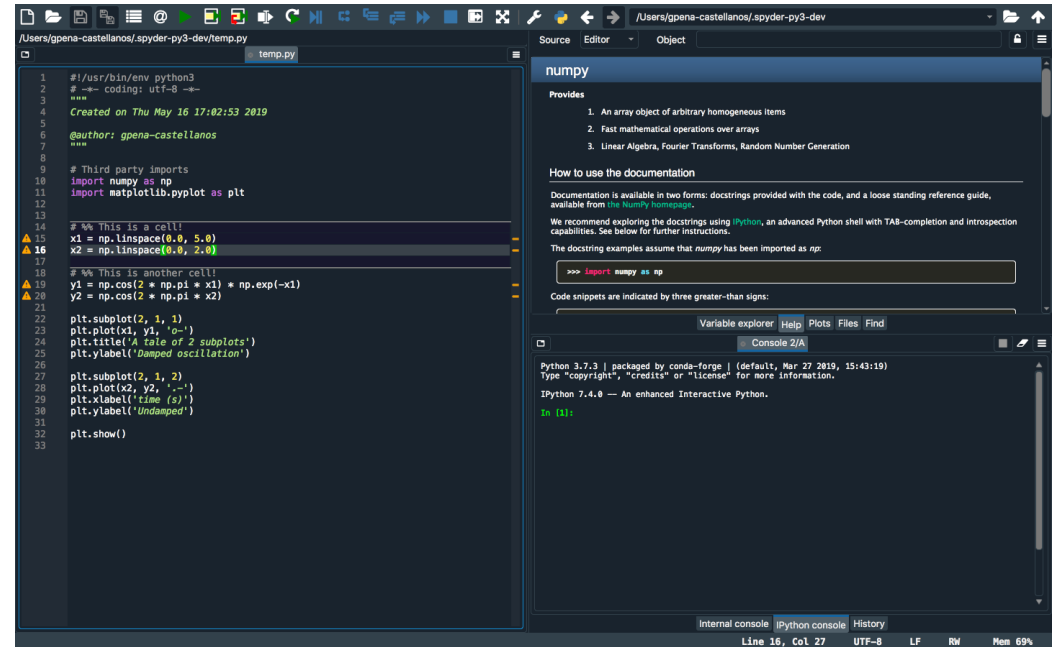 /Users/gpena-castellanos/.spyder-py3-dev
/Users/gpena-castellanos/.spyder-py3-dev/temp.py
temp.py
1 #!/usr/bin/env python3
2 # -*- coding: utf-8 -*-
3 """
4 Created on Thu May 16 17:02:53 2019
5
6 @author: gpena-castellanos
7 """
8
9 # Third party imports
10 import numpy as np
11 import matplotlib.pyplot as plt
12
13
14 # %% This is a cell!
15 x1 = np.linspace(0.0, 5.0)
16 x2 = np.linspace(0.0, 2.0)
17
18 # %% This is another cell!
19 y1 = np.cos(2 * np.pi * x1) * np.exp(-x1)
20 y2 = np.cos(2 * np.pi * x2)
21
22 plt.subplot(2, 1, 1)
23 plt.plot(x1, y1, 'o-')
24 plt.title('A tale of 2 subplots')
25 plt.ylabel('Damped oscillation')
26
27 plt.subplot(2, 1, 2)
28 plt.plot(x2, y2, '.-')
29 plt.xlabel('time (s)')
30 plt.ylabel('Undamped')
31
32 plt.show()
33
Source Editor Object
numpy
Provides
1. An array object of arbitrary homogeneous items
2. Fast mathematical operations over arrays
3. Linear Algebra, Fourier Transforms, Random Number Generation
How to use the documentation
Documentation is available in two forms: docstrings provided with the code, and a loose standing reference guide,
available from the NumPy homepage.
We recommend exploring the docstrings using IPython, an advanced Python shell with TAB-completion and introspection
capabilities. See below for further instructions.
The docstring examples assume that numpy has been imported as np:
>>> import numpy as np
Code snippets are indicated by three greater-than signs:
Variable explorer Help Plots Files Find
Console 2/A
Python 3.7.3 | packaged by conda-forge | (default, Mar 27 2019, 15:43:19)
Type "copyright", "credits" or "license" for more information.
IPython 7.4.0 -- An enhanced Interactive Python.
In [1]:
Internal console IPython console History
Line 16, Col 27 UTF-8 LF RW Mem 69%